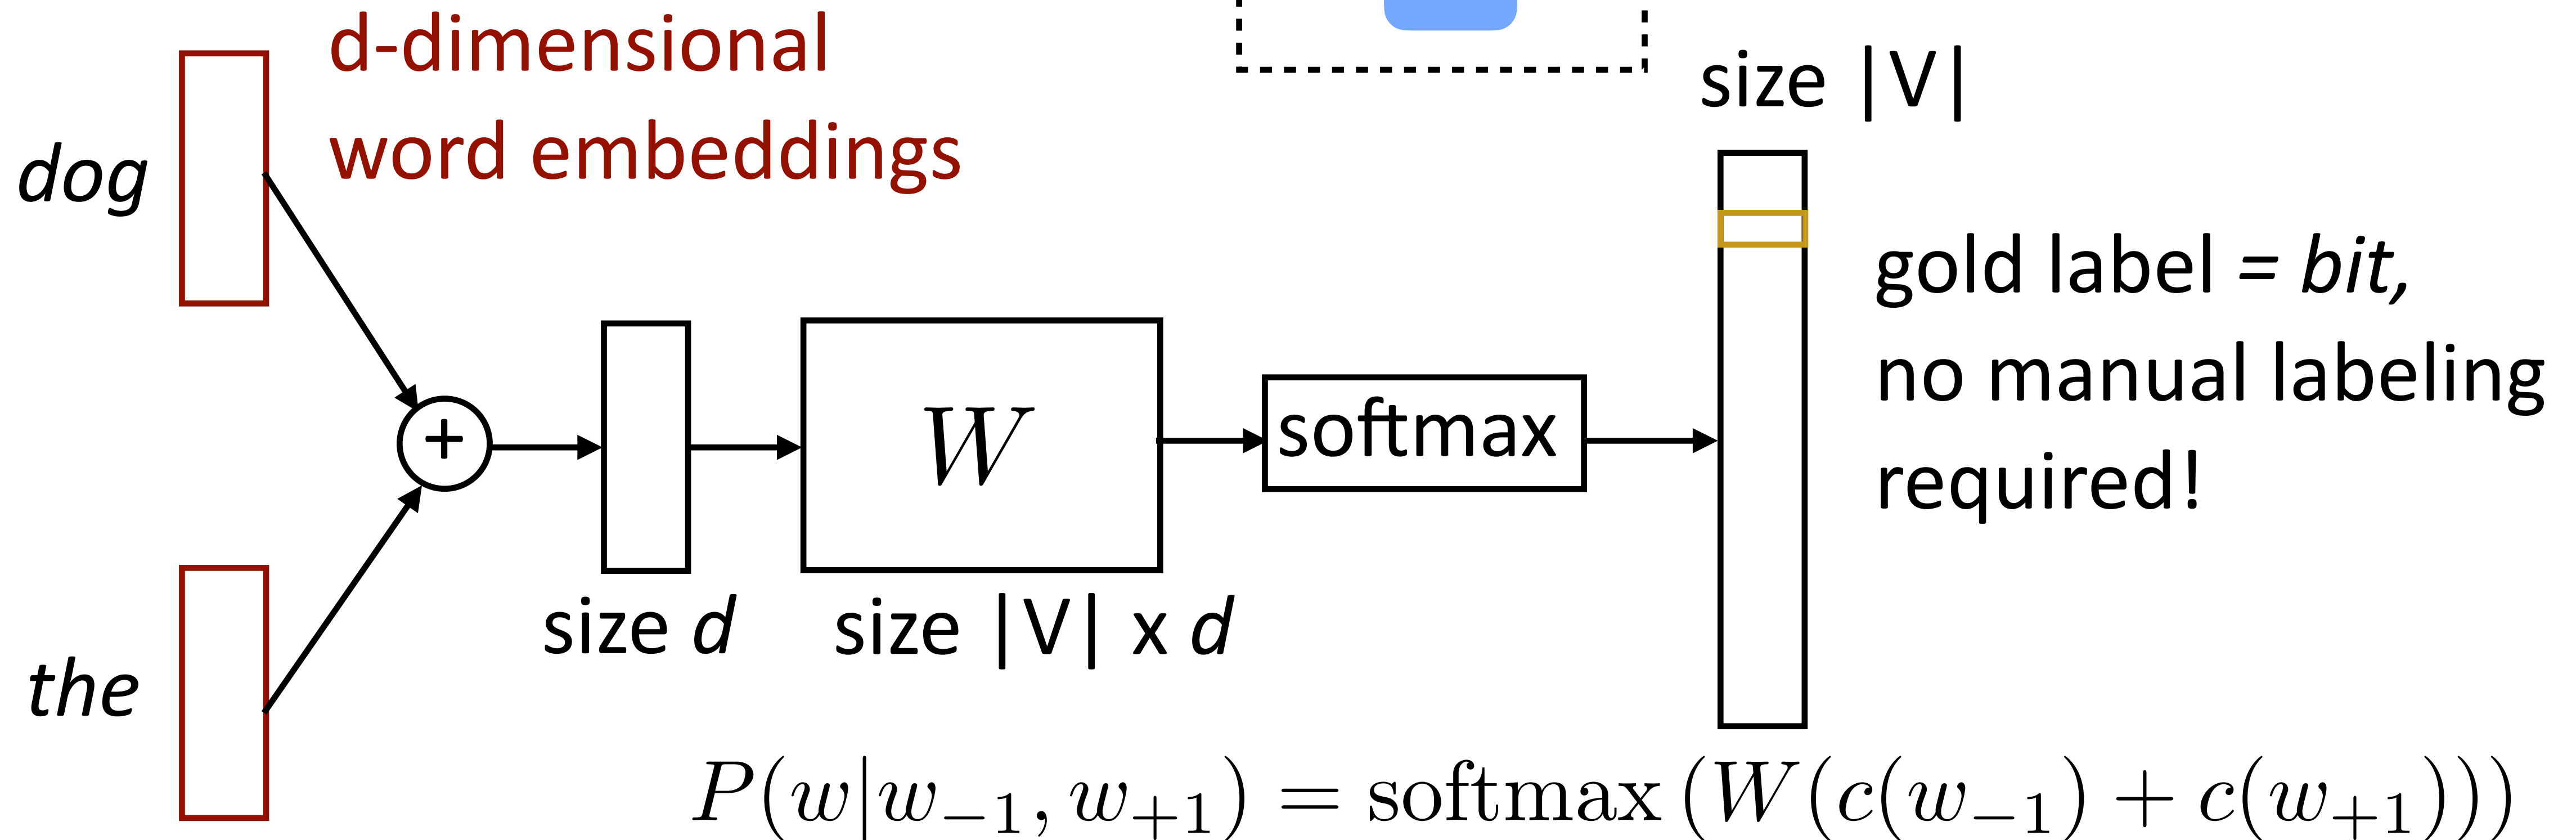 d-dimensional
word embeddings
size |V|
dog
gold label = bit,
no manual labeling
required!
+
W
softmax
size d
size |V| x d
the
P(w|w₋₁, w₊₁) = softmax (W(c(w₋₁) + c(w₊₁)))